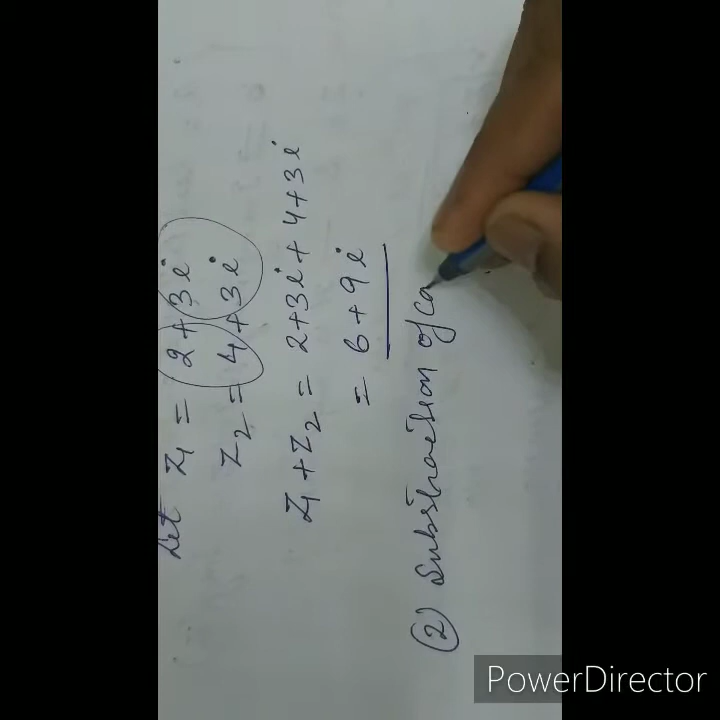 Let Z1 = 2+3i
Z2 = 4+3i
Z1+Z2 = 2+3i+4+3i
= 6+9i
(2) Substraction of co
PowerDirector